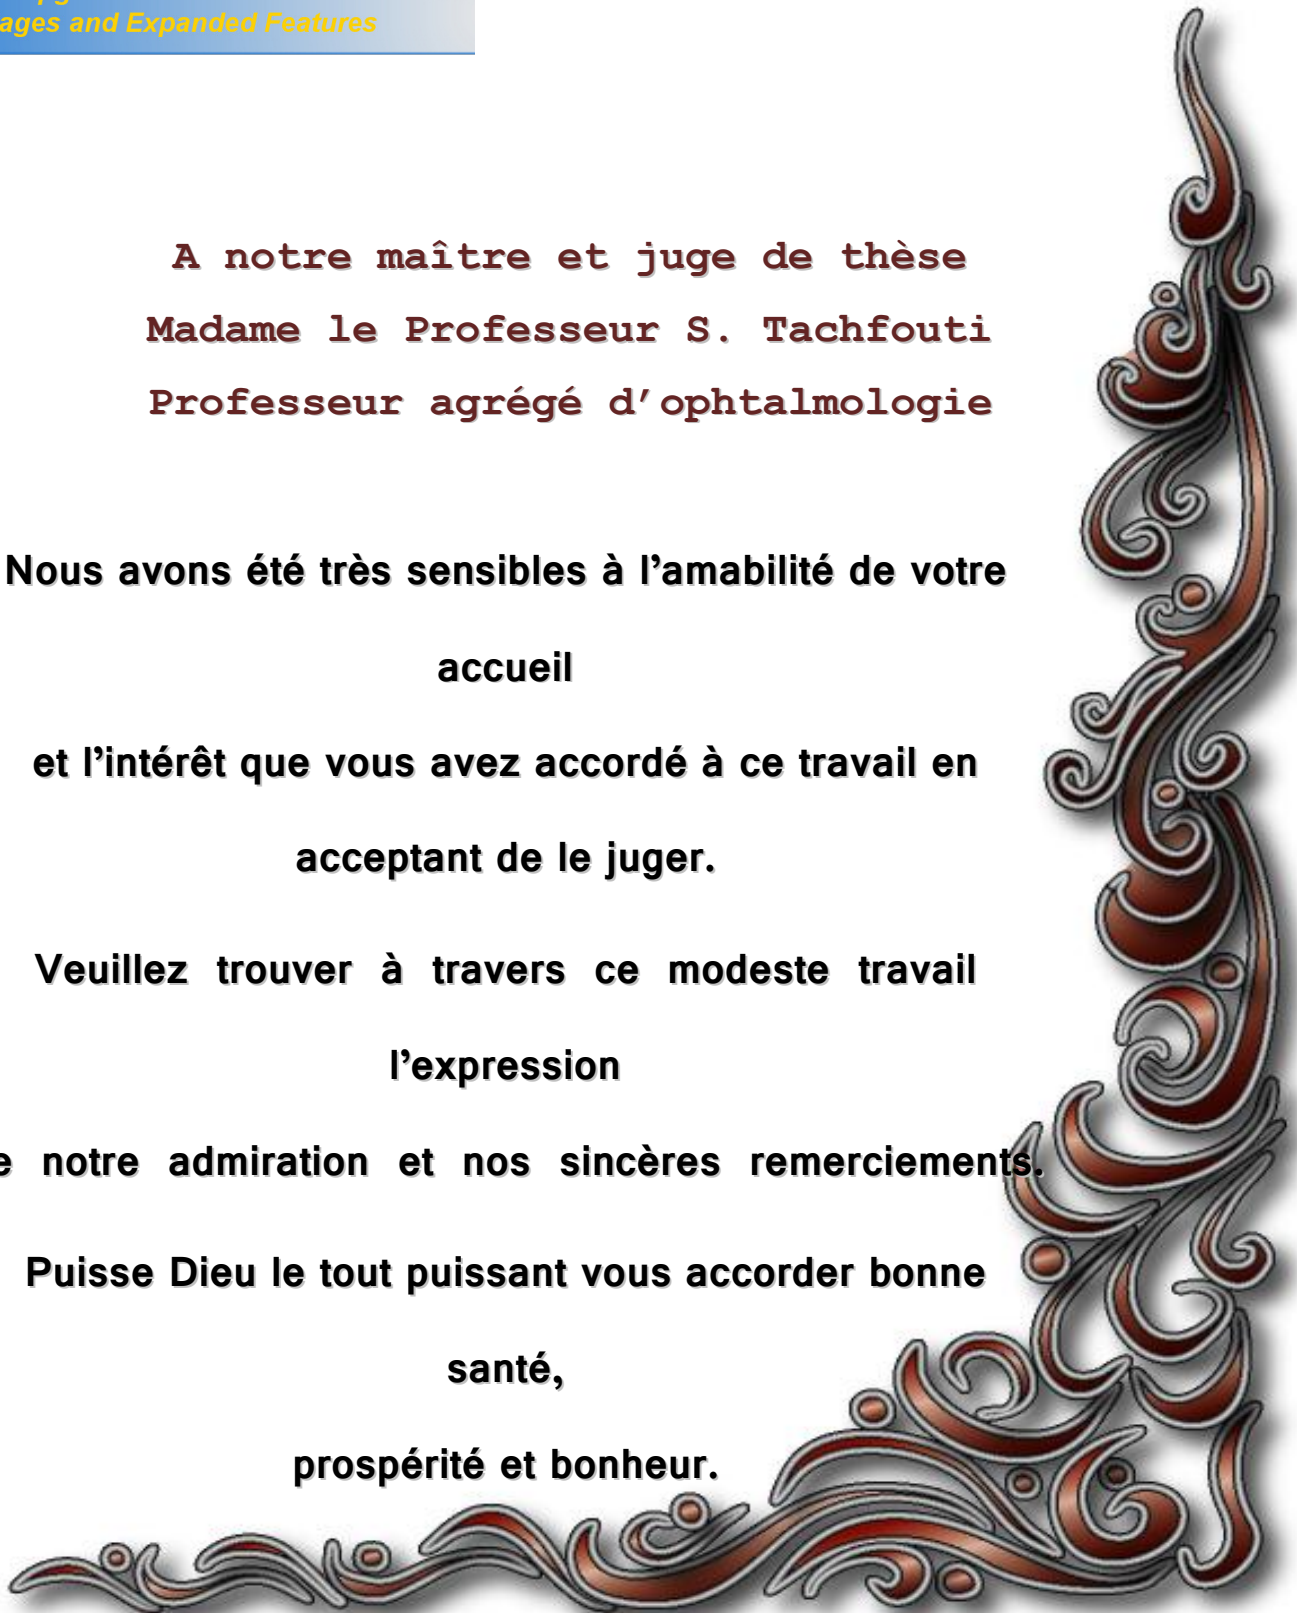 ages and Expanded Features
A notre maître et juge de thèse
Madame le Professeur S. Tachfouti
Professeur agrégé d’ophtalmologie
Nous avons été très sensibles à l’amabilité de votre
accueil
et l’intérêt que vous avez accordé à ce travail en
acceptant de le juger.
Veuillez trouver à travers ce modeste travail
l’expression
e notre admiration et nos sincères remerciements.
Puisse Dieu le tout puissant vous accorder bonne
santé,
prospérité et bonheur.